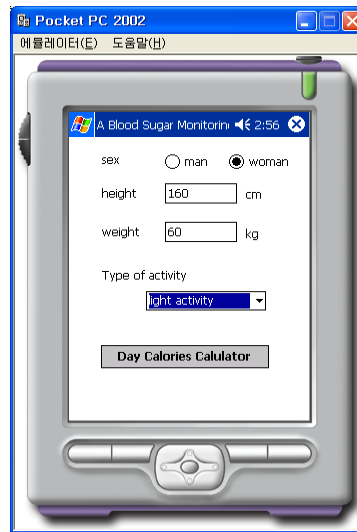 Pocket PC 2002
에뮬레이터(E) 도움말(H)
A Blood Sugar Monitorin 2:56
sex man woman
height 160 cm
weight 60 kg
Type of activity
light activity
Day Calories Calulator